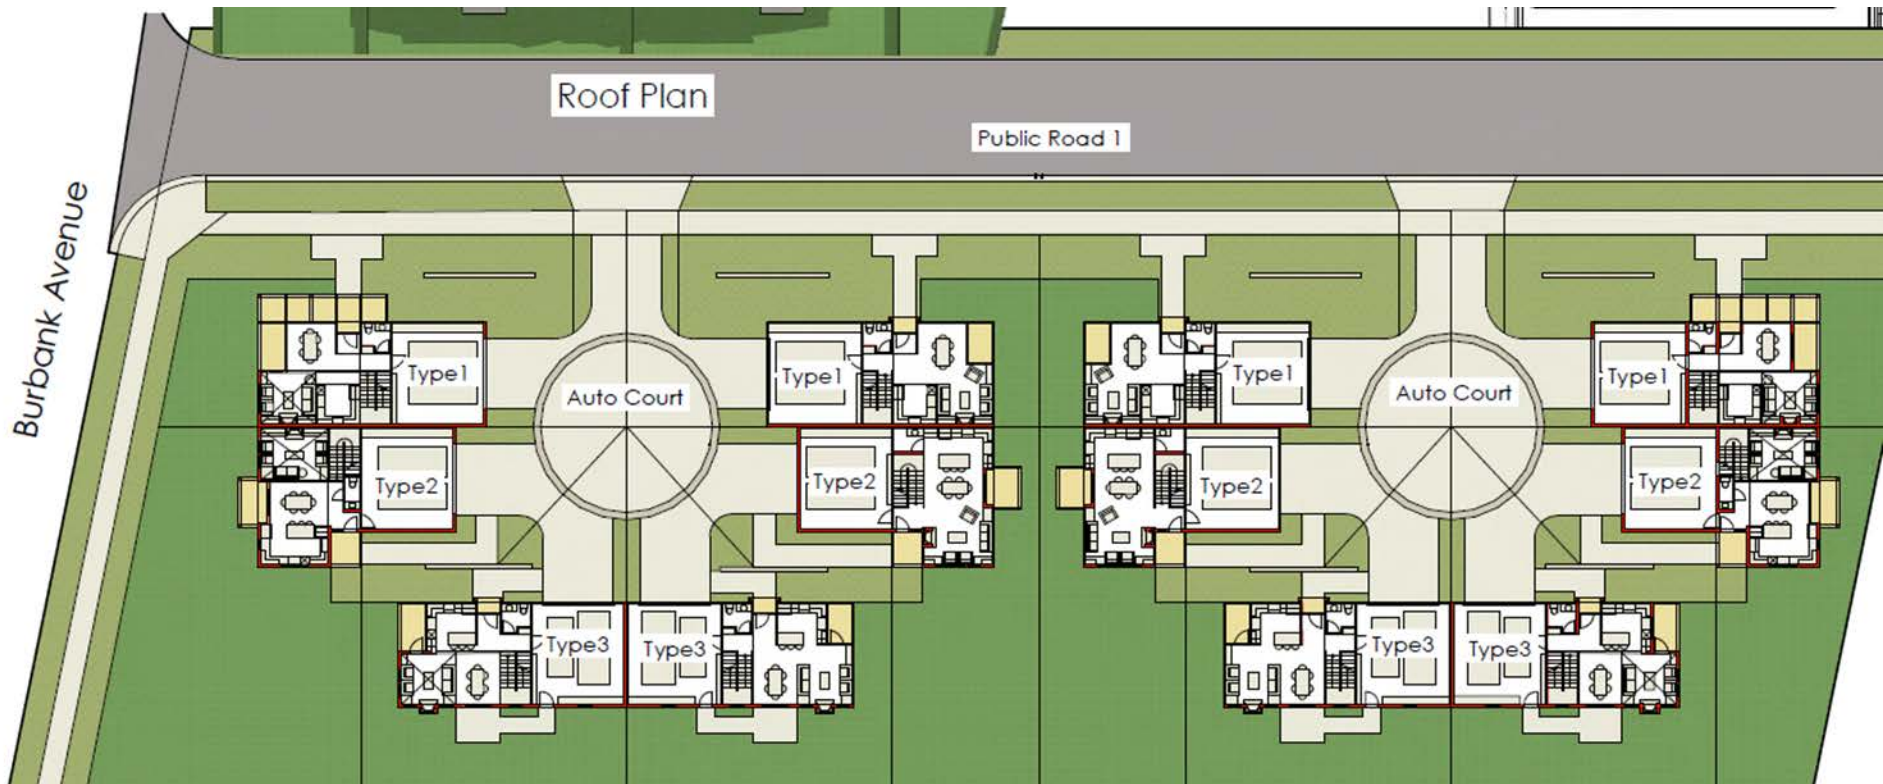 Roof Plan
Public Road 1
Burbank Avenue
Type1
Auto Court
Type1
Type1
Auto Court
Type1
Type2
Type2
Type2
Type2
Type3
Type3
Type3
Type3